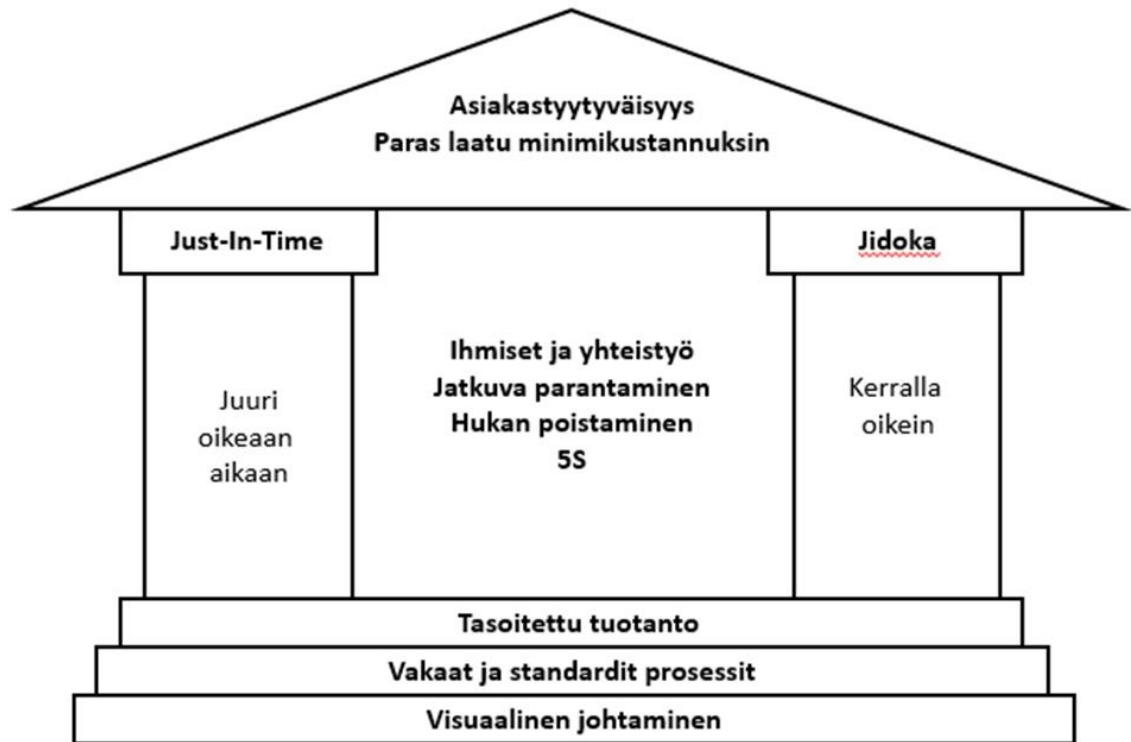 Asiakastyytyväisyys
Paras laatu minimikustannuksin
Just-In-Time
Jidoka
Juuri
oikeaan
aikaan
Ihmiset ja yhteistyö
Jatkuva parantaminen
Hukan poistaminen
5S
Kerralla
oikein
Tasoitettu tuotanto
Vakaat ja standardit prosessit
Visuaalinen johtaminen